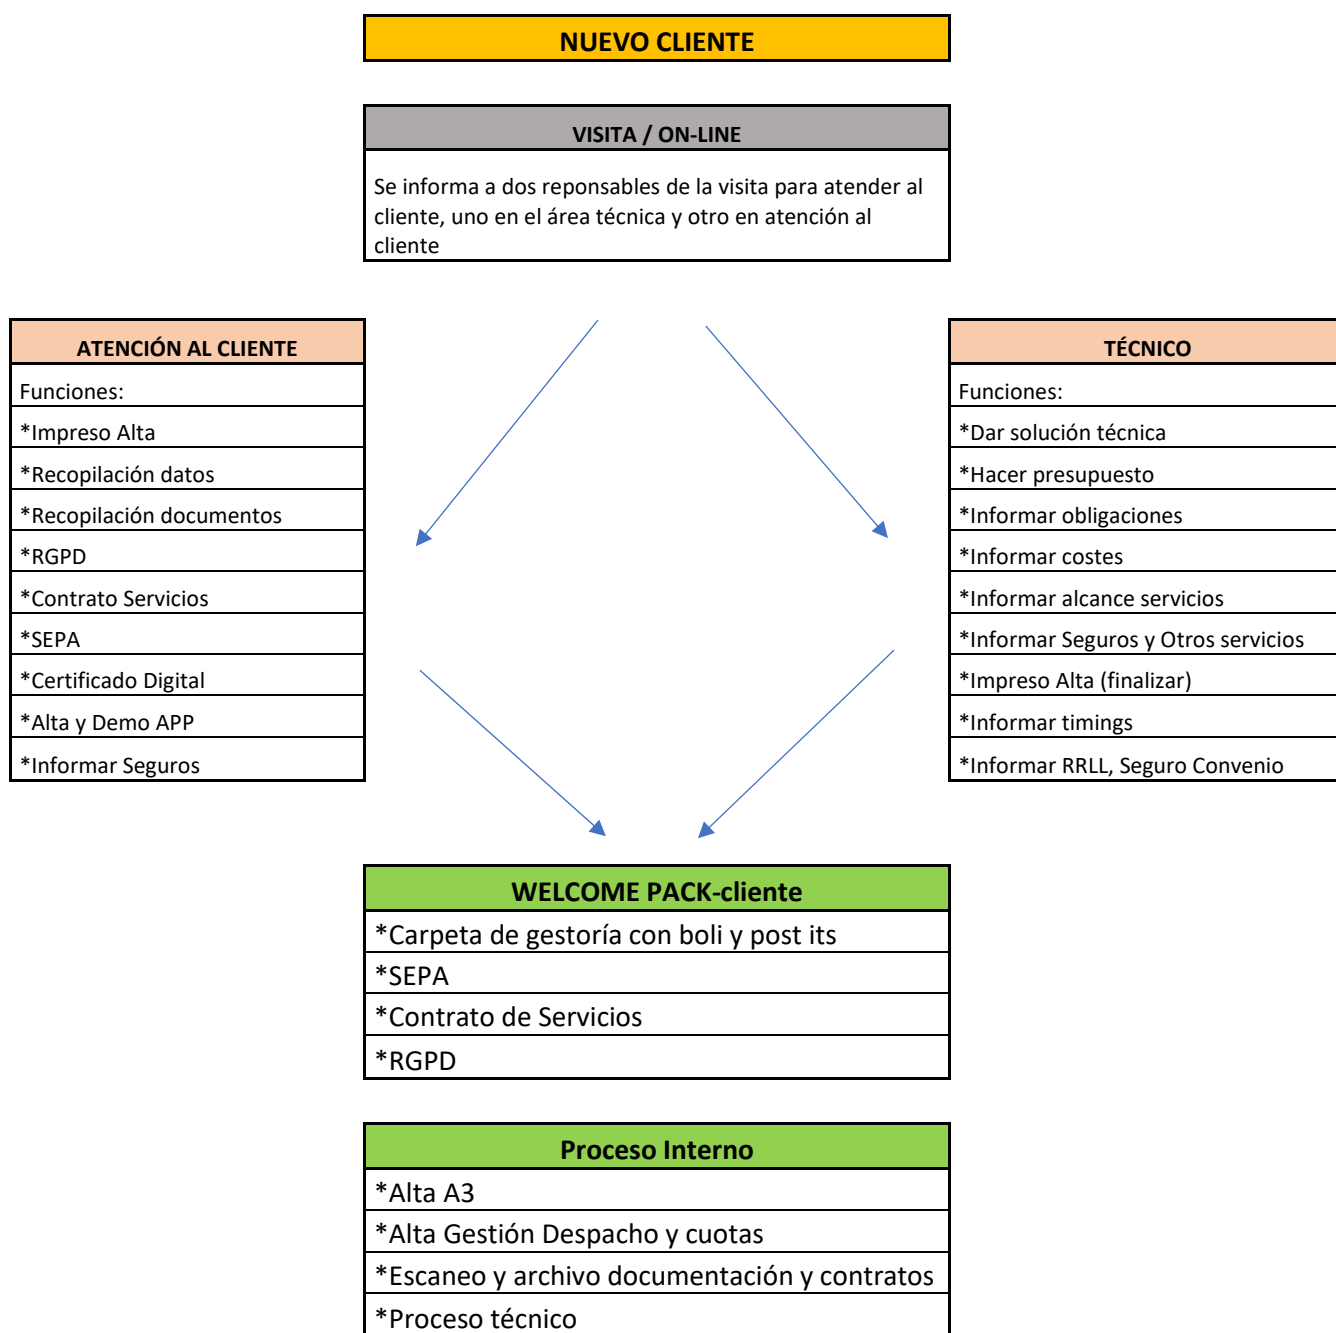 NUEVO CLIENTE
VISITA / ON-LINE
Se informa a dos reponsables de la visita para atender al
cliente, uno en el área técnica y otro en atención al
cliente
ATENCIÓN AL CLIENTE
Funciones:
*Impreso Alta
*Recopilación datos
*Recopilación documentos
*RGPD
*Contrato Servicios
*SEPA
*Certificado Digital
*Alta y Demo APP
*Informar Seguros
TÉCNICO
Funciones:
*Dar solución técnica
*Hacer presupuesto
*Informar obligaciones
*Informar costes
*Informar alcance servicios
*Informar Seguros y Otros servicios
*Impreso Alta (finalizar)
*Informar timings
*Informar RRLL, Seguro Convenio
WELCOME PACK-cliente
*Carpeta de gestoría con boli y post its
*SEPA
*Contrato de Servicios
*RGPD
Proceso Interno
*Alta A3
*Alta Gestión Despacho y cuotas
*Escaneo y archivo documentación y contratos
*Proceso técnico